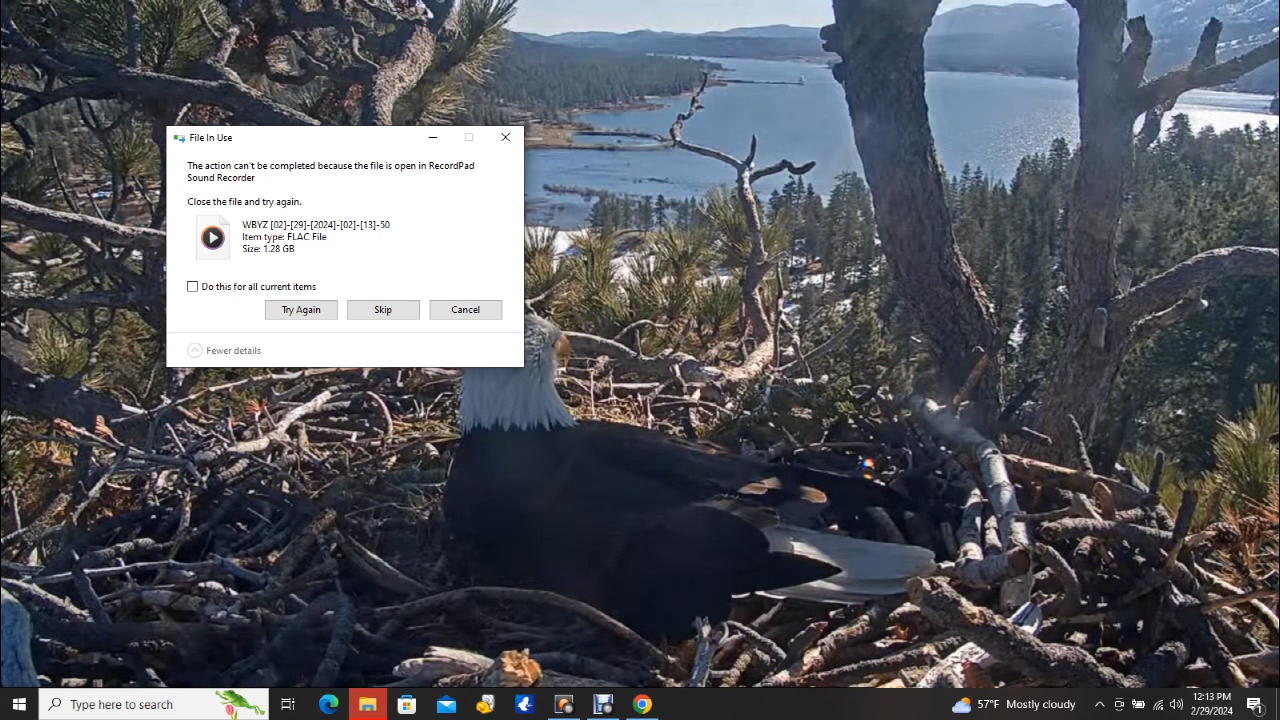 File In Use
The action can't be completed because the file is open in RecordPad
Sound Recorder
Close the file and try again.
WBYZ [02]-[29]-[2024]-[02]-[13]-50
Item type: FLAC File
Size: 1.28 GB
Do this for all current items
Try Again
Skip
Cancel
Fewer details
Type here to search
57°F Mostly cloudy
12:13 PM
2/29/2024
1